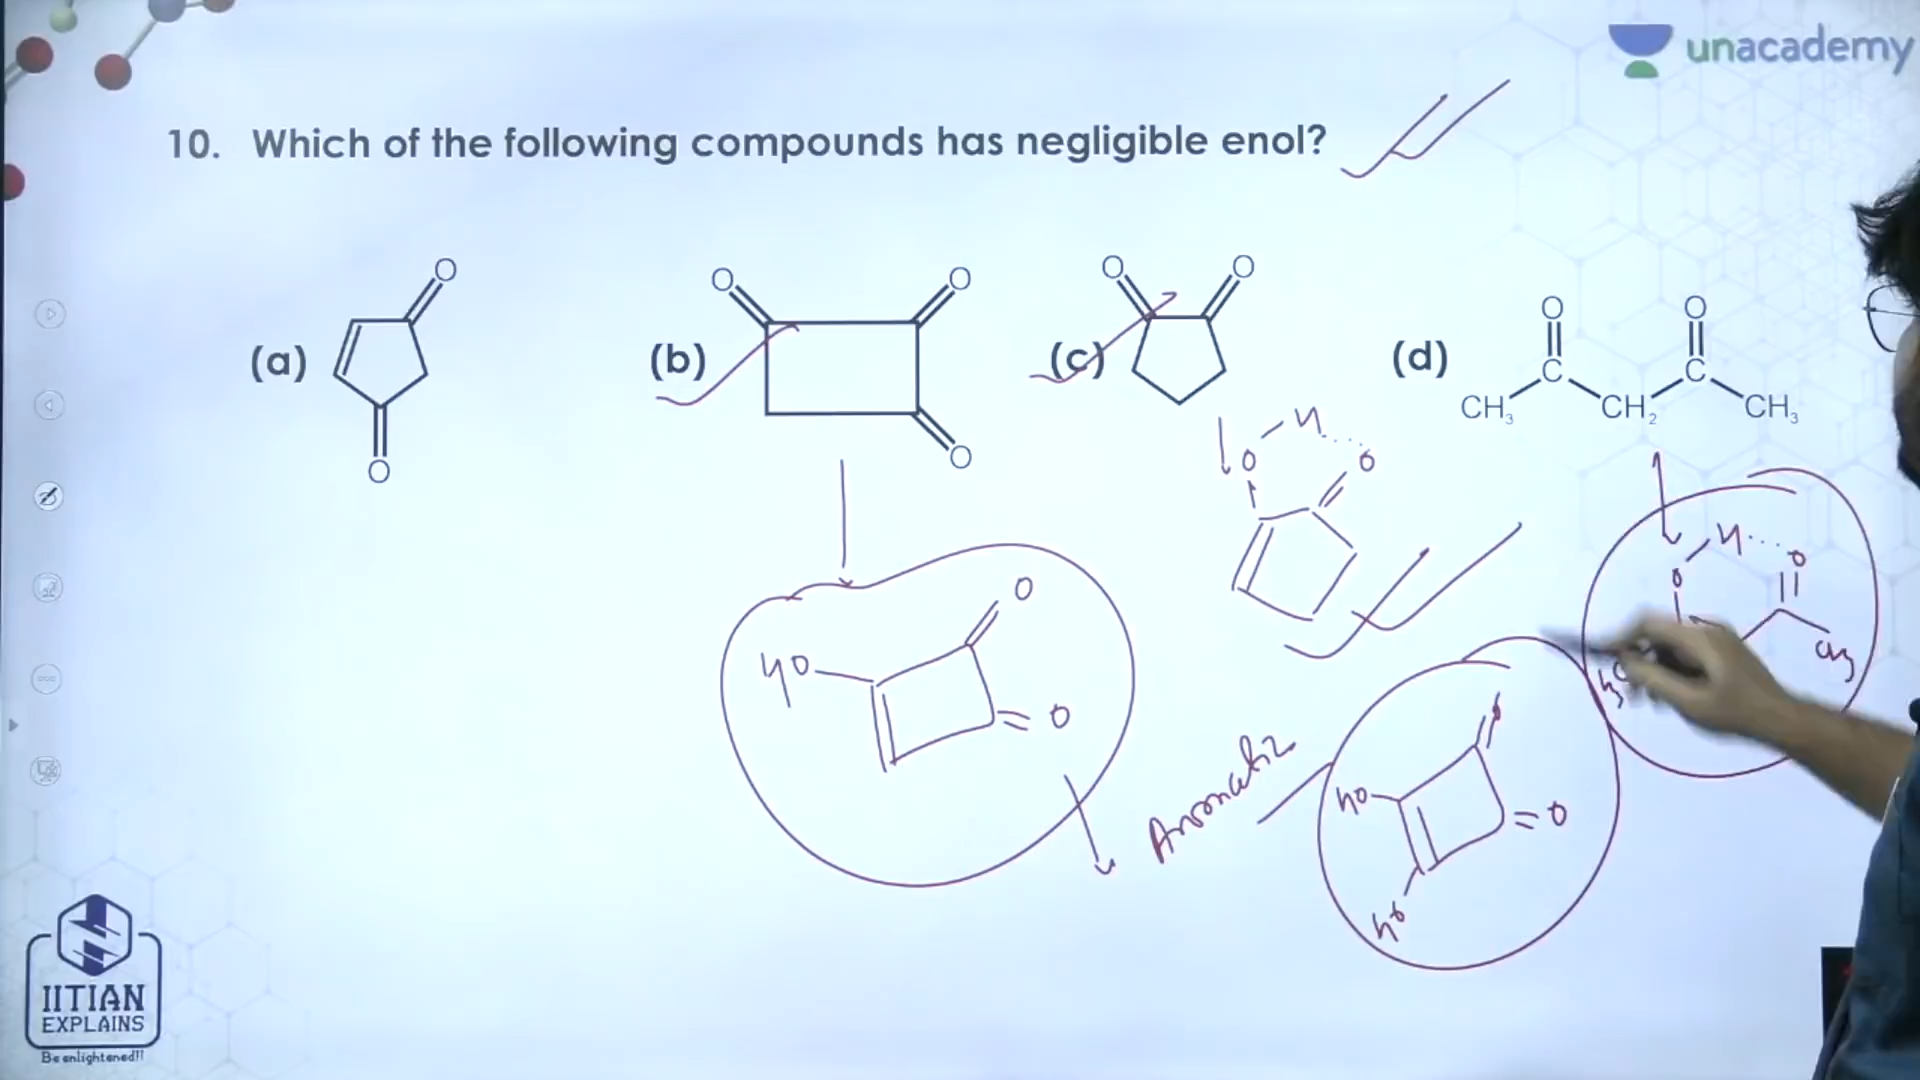 unacademy
10. Which of the following compounds has negligible enol?
(a)
O
O
(b)
O
O
O
(c)
O
O
(d)
O
O
C
C
CH3
CH2
CH3
O
H
O
HO
O
O
Aromatic
HO
O
HO
O
H
O
CH3
IITIAN
EXPLAINS
Be enlightened!!